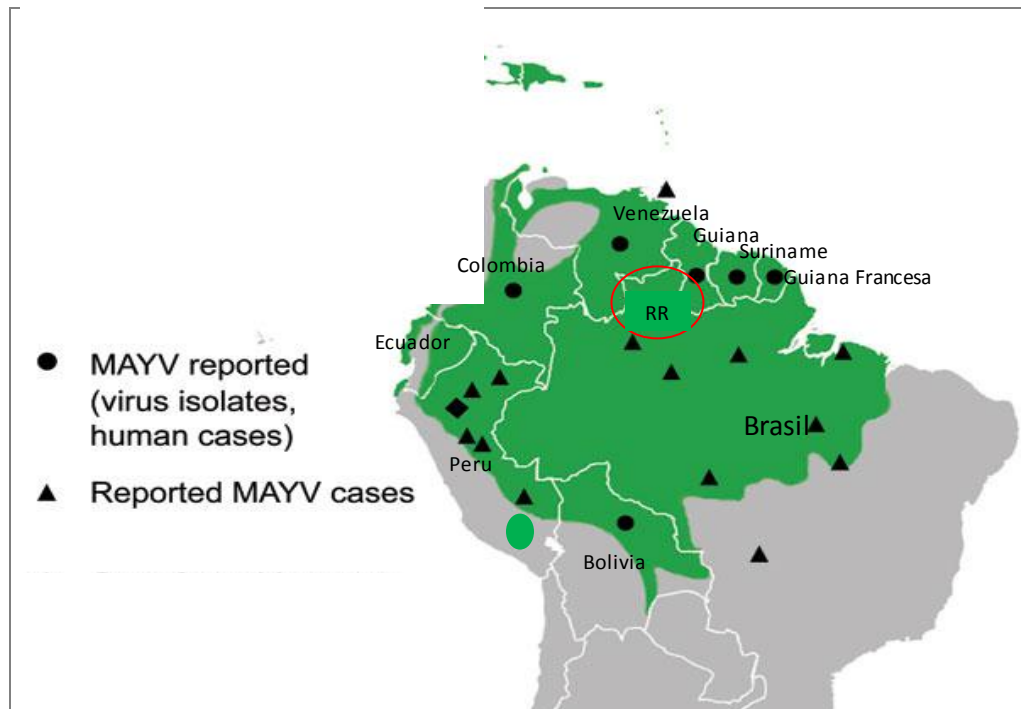 Venezuela
Guiana
Suriname
Colombia
Guiana Francesa
RR
Ecuador
MAYV reported
(virus isolates,
human cases)
Brasil
Peru
Reported MAYV cases
Bolivia